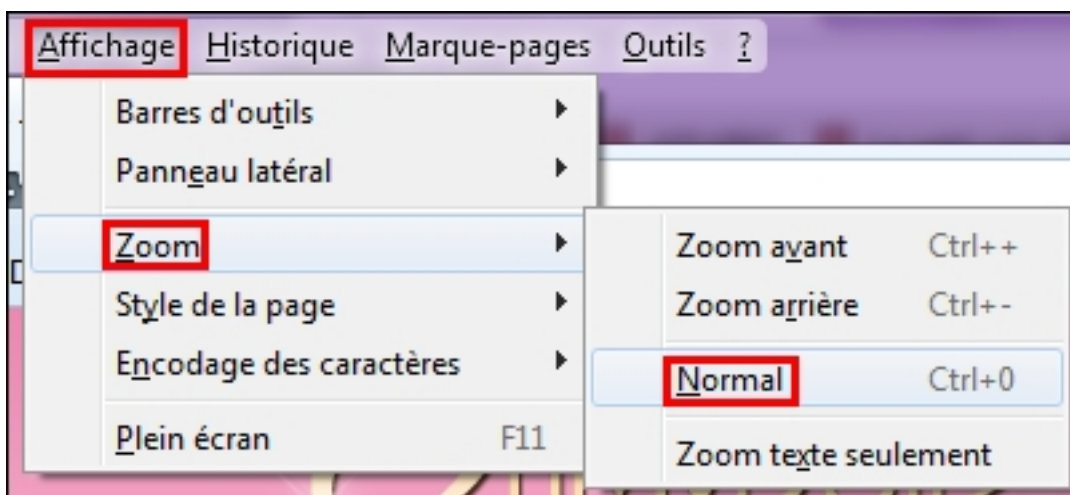 Affichage Historique Marque-pages Outils ?
Barres d'outils
Panneau latéral
Zoom
Style de la page
Encodage des caractères
Plein écran F11
Zoom avant Ctrl++
Zoom arrière Ctrl+-
Normal Ctrl+0
Zoom texte seulement